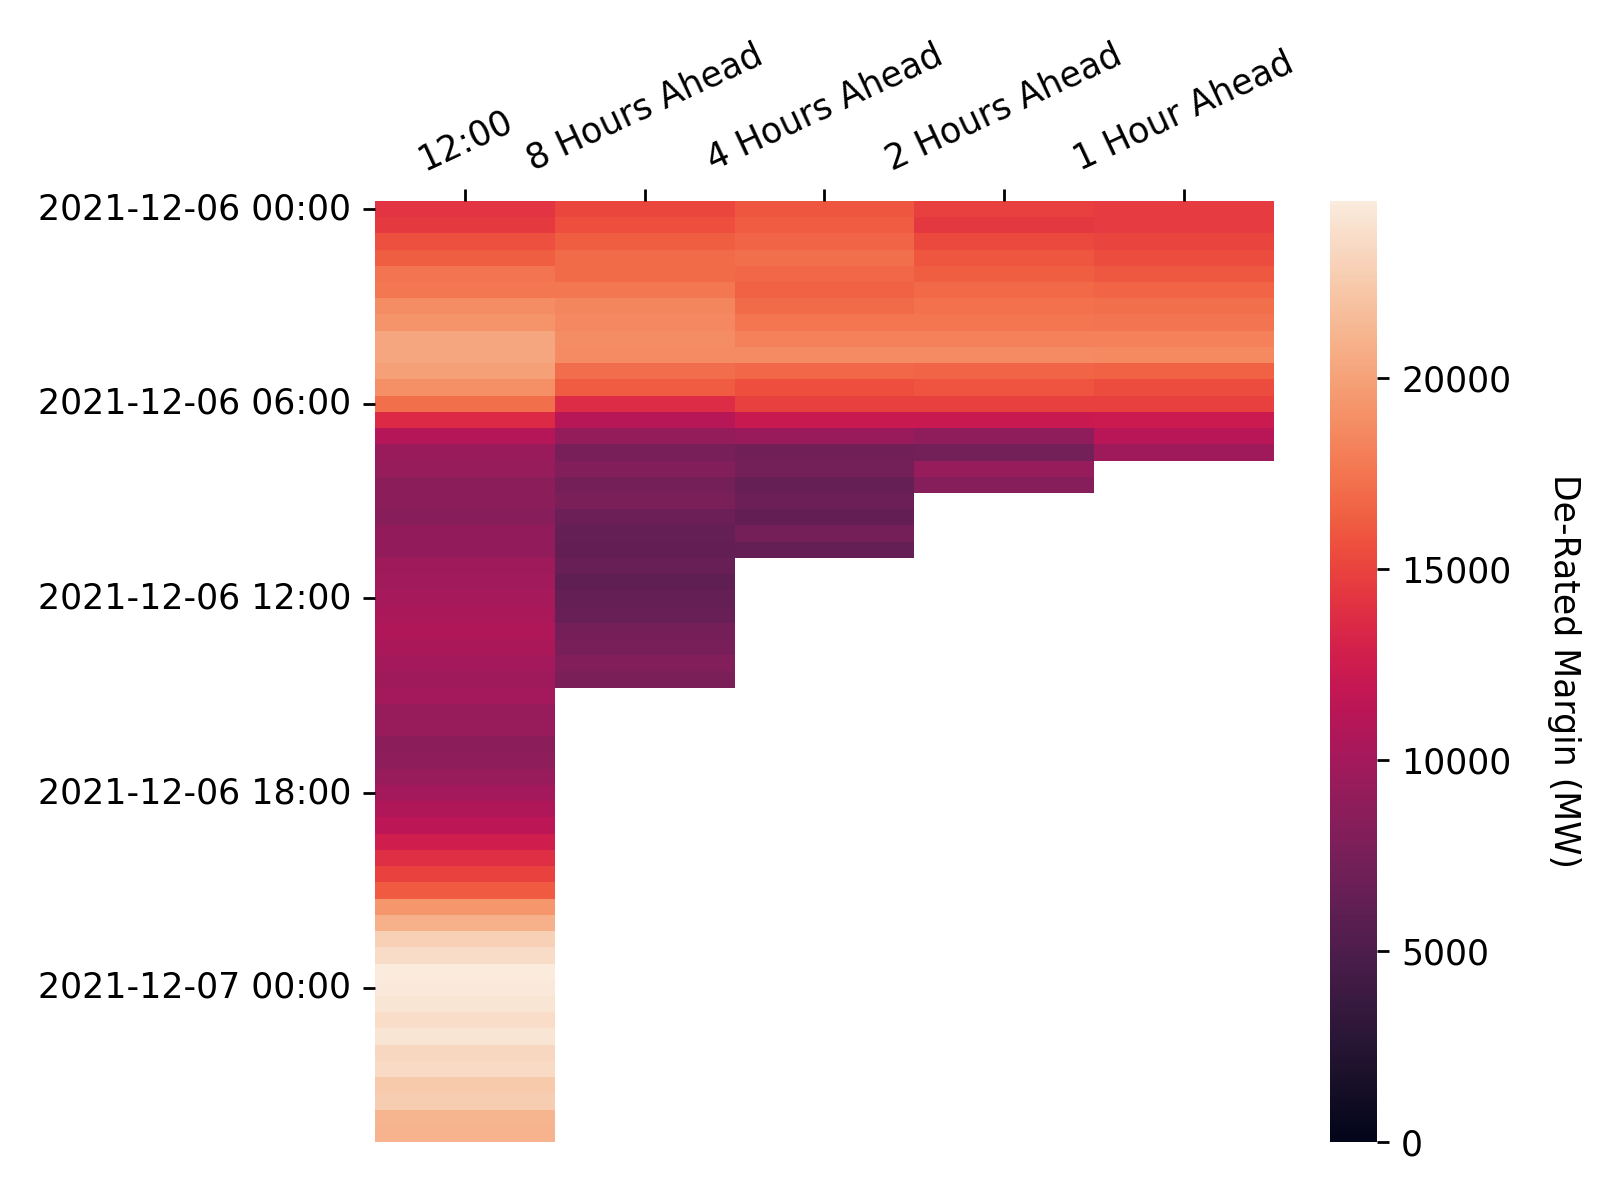 12:00
8 Hours Ahead
4 Hours Ahead
2 Hours Ahead
1 Hour Ahead
2021-12-06 00:00
2021-12-06 06:00
2021-12-06 12:00
2021-12-06 18:00
2021-12-07 00:00
20000
15000
10000
5000
0
De-Rated Margin (MW)